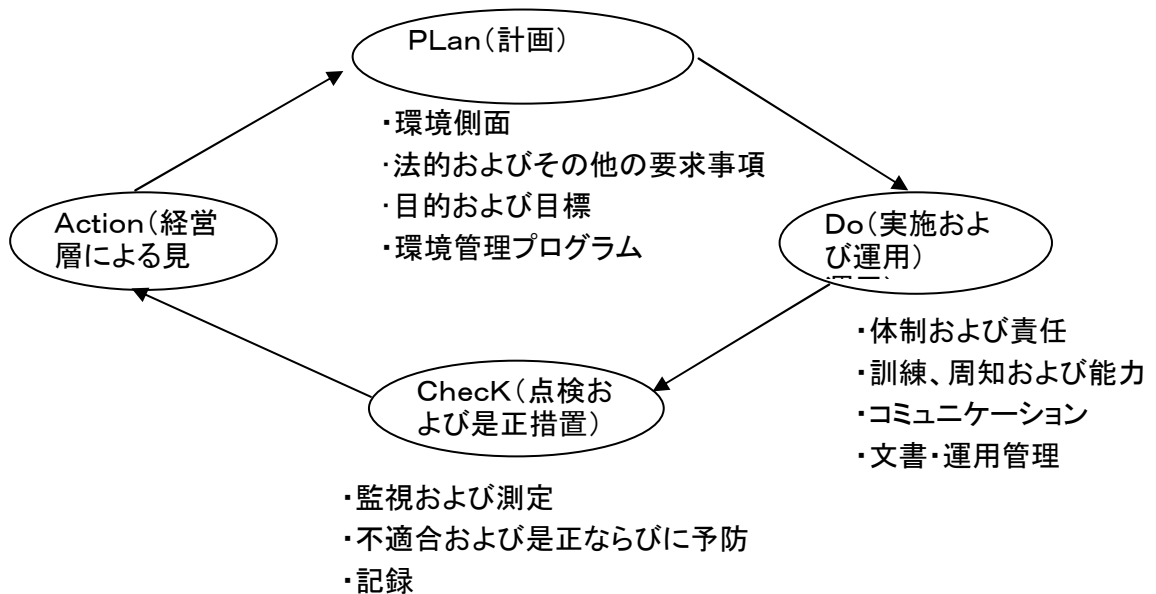 PLan(計画)
・環境側面
・法的およびその他の要求事項
・目的および目標
・環境管理プログラム
Action(経営
層による見
Do(実施およ
び運用)
・体制および責任
・訓練、周知および能力
・コミュニケーション
・文書・運用管理
ChecK(点検お
よび是正措置)
・監視および測定
・不適合および是正ならびに予防
・記録